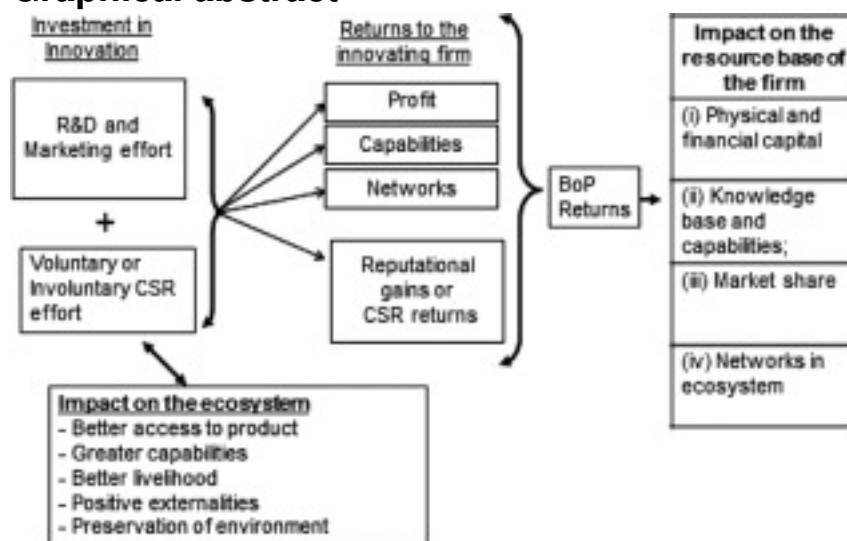 Graphical abstract
Investment in
Innovation
R&D and
Marketing effort
+
Voluntary or
Involuntary CSR
effort
Returns to the
innovating firm
Profit
Capabilities
Networks
Reputational
gains or
CSR returns
BoP
Returns
Impact on the
resource base of
the firm
(i) Physical and
financial capital
(ii) Knowledge
base and
capabilities;
(iii) Market share
(iv) Networks in
ecosystem
Impact on the ecosystem
- Better access to product
- Greater capabilities
- Better livelihood
- Positive externalities
- Preservation of environment